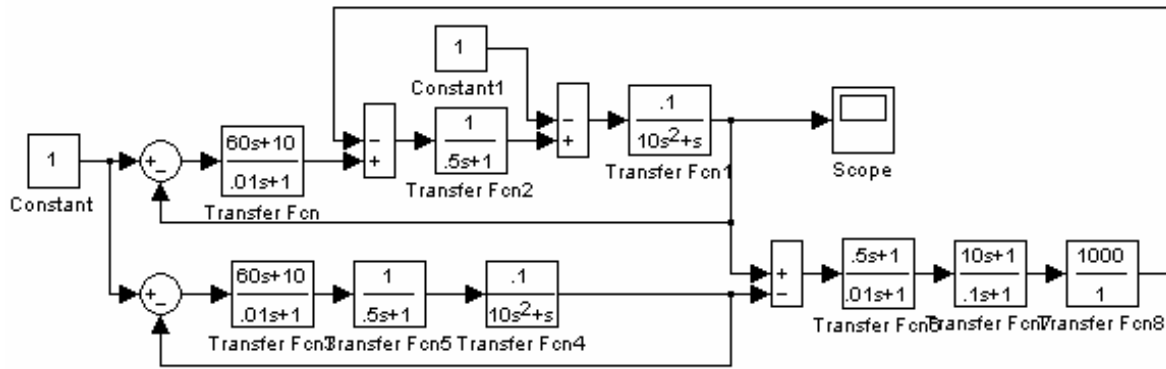 1
Constant1
.1
10s²+s
Transfer Fcn1
Scope
1
Constant
+
−
60s+10
.01s+1
Transfer Fcn
−
+
1
.5s+1
Transfer Fcn2
−
+
+
−
60s+10
.01s+1
Transfer Fcn3
1
.5s+1
Transfer Fcn5
.1
10s²+s
Transfer Fcn4
+
−
.5s+1
.01s+1
Transfer Fcn6
10s+1
.1s+1
Transfer Fcn7
1000
1
Transfer Fcn8